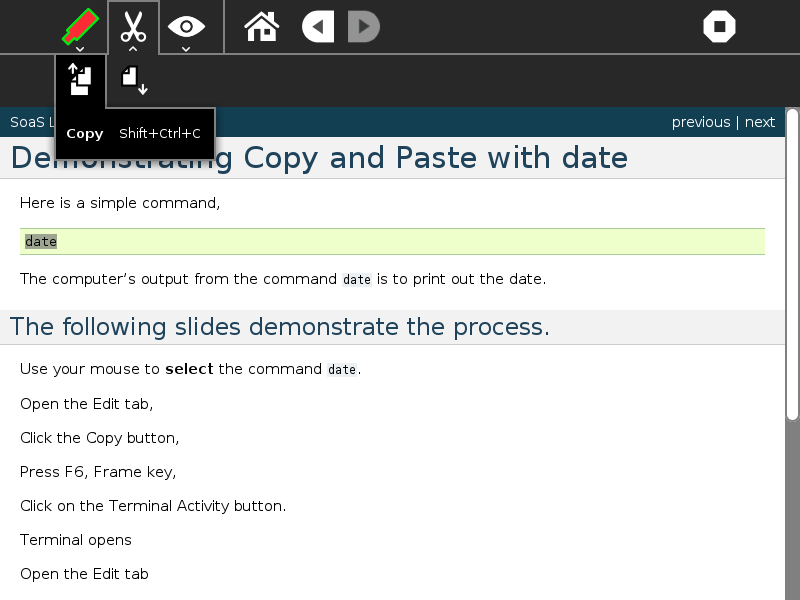 Copy Shift+Ctrl+C
SoaS L
previous | next
Demonstrating Copy and Paste with date
Here is a simple command,
date
The computer’s output from the command date is to print out the date.
The following slides demonstrate the process.
Use your mouse to select the command date.
Open the Edit tab,
Click the Copy button,
Press F6, Frame key,
Click on the Terminal Activity button.
Terminal opens
Open the Edit tab